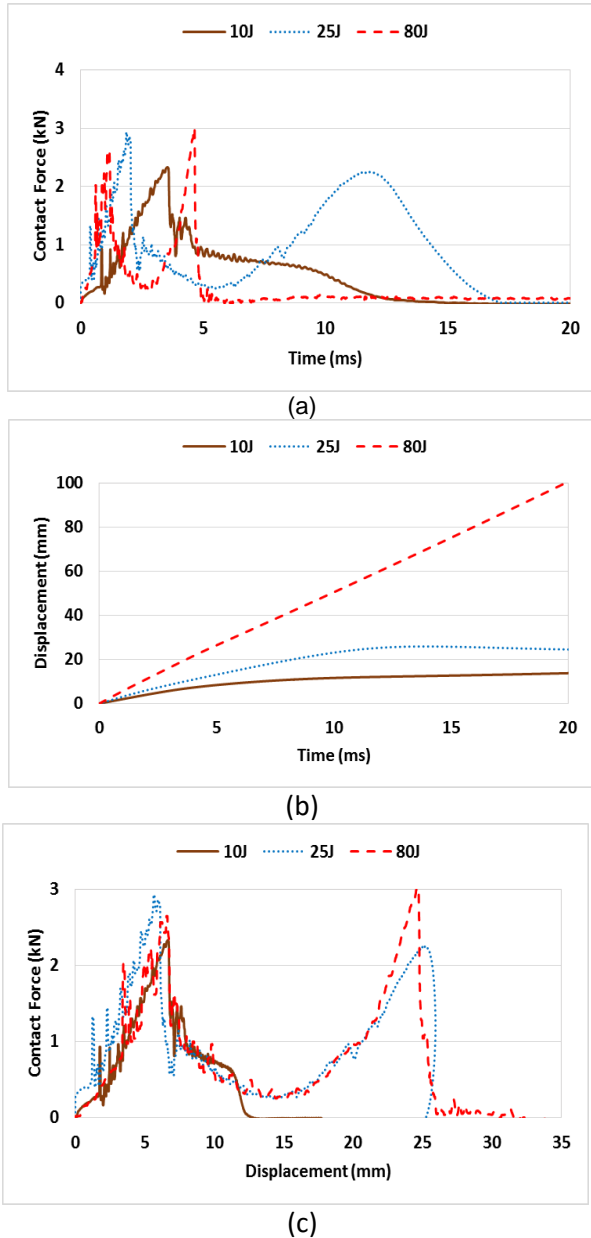 10J 25J 80J
4
3
2
1
0
Contact Force (kN)
0 5 10 15 20
Time (ms)
(a)
10J 25J 80J
100
80
60
40
20
0
Displacement (mm)
0 5 10 15 20
Time (ms)
(b)
10J 25J 80J
3
2
1
0
Contact Force (kN)
0 5 10 15 20 25 30 35
Displacement (mm)
(c)